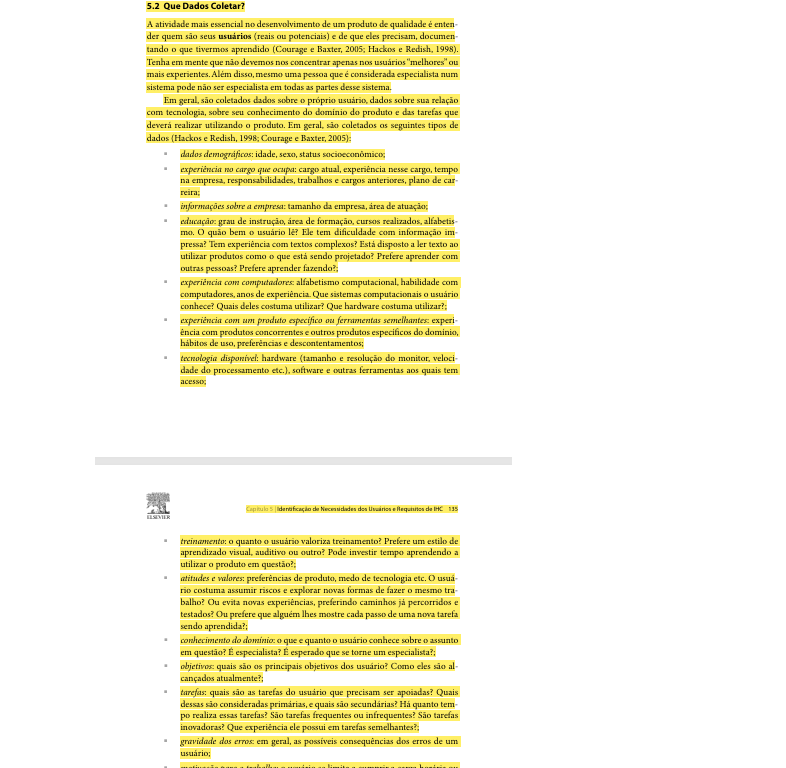 5.2 Que Dados Coletar?
A atividade mais essencial no desenvolvimento de um produto de qualidade é enten-
der quem são seus usuários (reais ou potenciais) e de que eles precisam, documen-
tando o que tivermos aprendido (Courage e Baxter, 2005; Hackos e Redish, 1998).
Tenha em mente que não devemos nos concentrar apenas nos usuários “melhores” ou
mais experientes. Além disso, mesmo uma pessoa que é considerada especialista num
sistema pode não ser especialista em todas as partes desse sistema.
Em geral, são coletados dados sobre o próprio usuário, dados sobre sua relação
com tecnologia, sobre seu conhecimento do domínio do produto e das tarefas que
deverá realizar utilizando o produto. Em geral, são coletados os seguintes tipos de
dados (Hackos e Redish, 1998; Courage e Baxter, 2005):
▪ dados demográficos: idade, sexo, status socioeconômico;
▪ experiência no cargo que ocupa: cargo atual, experiência nesse cargo, tempo
na empresa, responsabilidades, trabalhos e cargos anteriores, plano de car-
reira;
▪ informações sobre a empresa: tamanho da empresa, área de atuação;
▪ educação: grau de instrução, área de formação, cursos realizados, alfabetis-
mo. O quão bem o usuário lê? Ele tem dificuldade com informação im-
pressa? Tem experiência com textos complexos? Está disposto a ler texto ao
utilizar produtos como o que está sendo projetado? Prefere aprender com
outras pessoas? Prefere aprender fazendo?;
▪ experiência com computadores: alfabetismo computacional, habilidade com
computadores, anos de experiência. Que sistemas computacionais o usuário
conhece? Quais deles costuma utilizar? Que hardware costuma utilizar?;
▪ experiência com um produto específico ou ferramentas semelhantes: experi-
ência com produtos concorrentes e outros produtos específicos do domínio,
hábitos de uso, preferências e descontentamentos;
▪ tecnologia disponível: hardware (tamanho e resolução do monitor, veloci-
dade do processamento etc.), software e outras ferramentas aos quais tem
acesso;
ELSEVIER
Capítulo 5 | Identificação de Necessidades dos Usuários e Requisitos de IHC 135
▪ treinamento: o quanto o usuário valoriza treinamento? Prefere um estilo de
aprendizado visual, auditivo ou outro? Pode investir tempo aprendendo a
utilizar o produto em questão?;
▪ atitudes e valores: preferências de produto, medo de tecnologia etc. O usuá-
rio costuma assumir riscos e explorar novas formas de fazer o mesmo tra-
balho? Ou evita novas experiências, preferindo caminhos já percorridos e
testados? Ou prefere que alguém lhes mostre cada passo de uma nova tarefa
sendo aprendida?;
▪ conhecimento do domínio: o que e quanto o usuário conhece sobre o assunto
em questão? É especialista? É esperado que se torne um especialista?;
▪ objetivos: quais são os principais objetivos dos usuário? Como eles são al-
cançados atualmente?;
▪ tarefas: quais são as tarefas do usuário que precisam ser apoiadas? Quais
dessas são consideradas primárias, e quais são secundárias? Há quanto tem-
po realiza essas tarefas? São tarefas frequentes ou infrequentes? São tarefas
inovadoras? Que experiência ele possui em tarefas semelhantes?;
▪ gravidade dos erros: em geral, as possíveis consequências dos erros de um
usuário;